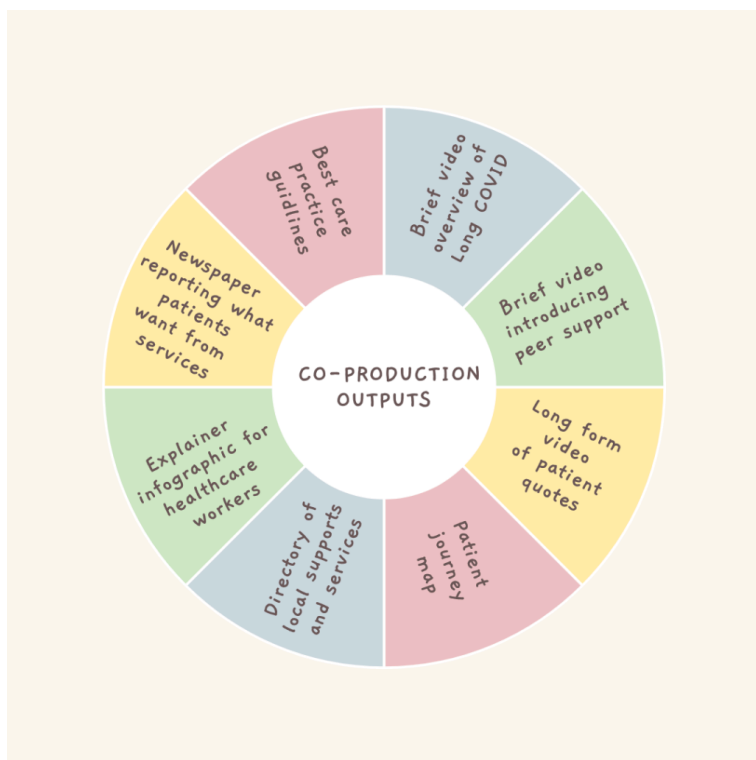 CO-PRODUCTION
OUTPUTS
Brief video
overview of
Long COVID
Brief video
introducing
peer support
Long form
video
of patient
quotes
Patient
journey
map
Directory of
local supports
and services
Explainer
infographic for
healthcare
workers
Newspaper
reporting what
patients
want from
services
Best care
practice
guidlines